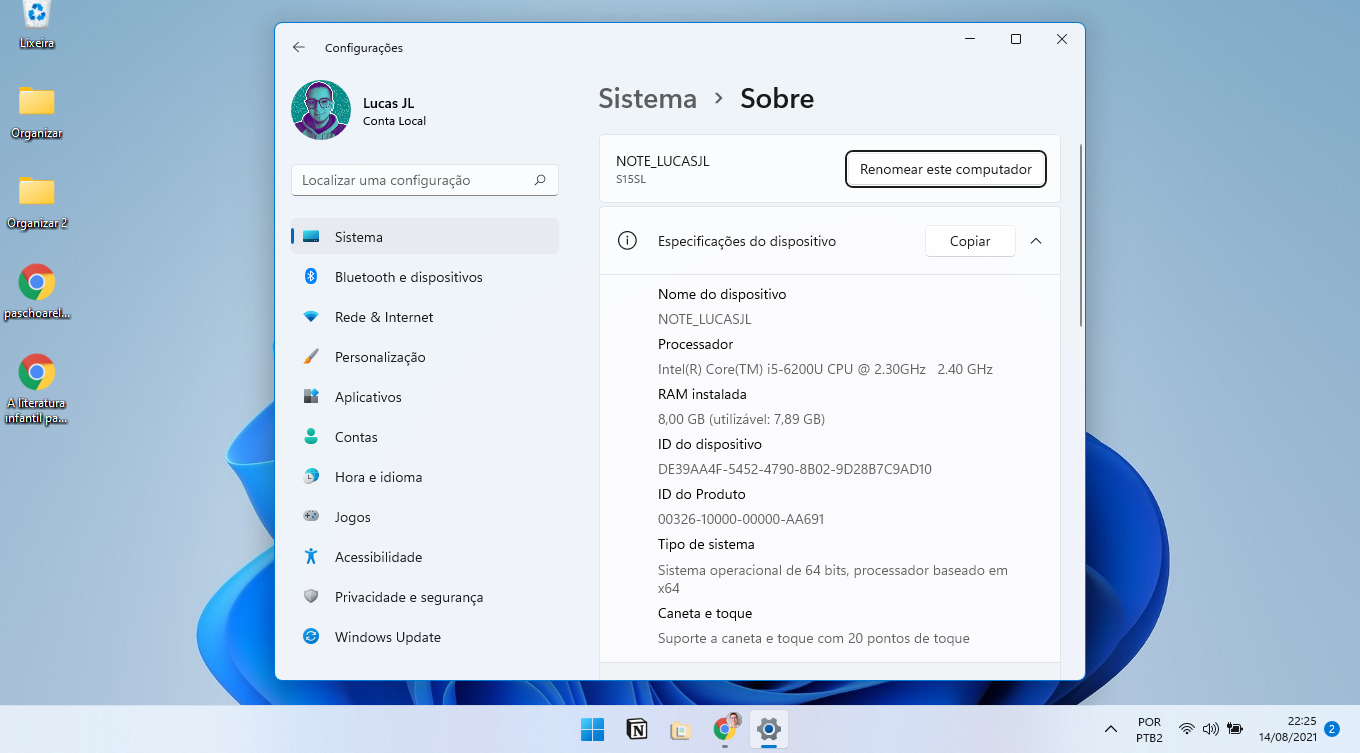 Lixeira
Organizar
Organizar 2
paschoarel...
A literatura
infantil pa...
Configurações
Lucas JL
Conta Local
Localizar uma configuração
Sistema
Bluetooth e dispositivos
Rede & Internet
Personalização
Aplicativos
Contas
Hora e idioma
Jogos
Acessibilidade
Privacidade e segurança
Windows Update
Sistema > Sobre
NOTE_LUCASJL
S15SL
Renomear este computador
Especificações do dispositivo
Copiar
Nome do dispositivo
NOTE_LUCASJL
Processador
Intel(R) Core(TM) i5-6200U CPU @ 2.30GHz 2.40 GHz
RAM instalada
8,00 GB (utilizável: 7,89 GB)
ID do dispositivo
DE39AA4F-5452-4790-8B02-9D28B7C9AD10
ID do Produto
00326-10000-00000-AA691
Tipo de sistema
Sistema operacional de 64 bits, processador baseado em
x64
Caneta e toque
Suporte a caneta e toque com 20 pontos de toque
POR
PTB2
22:25
14/08/2021
2